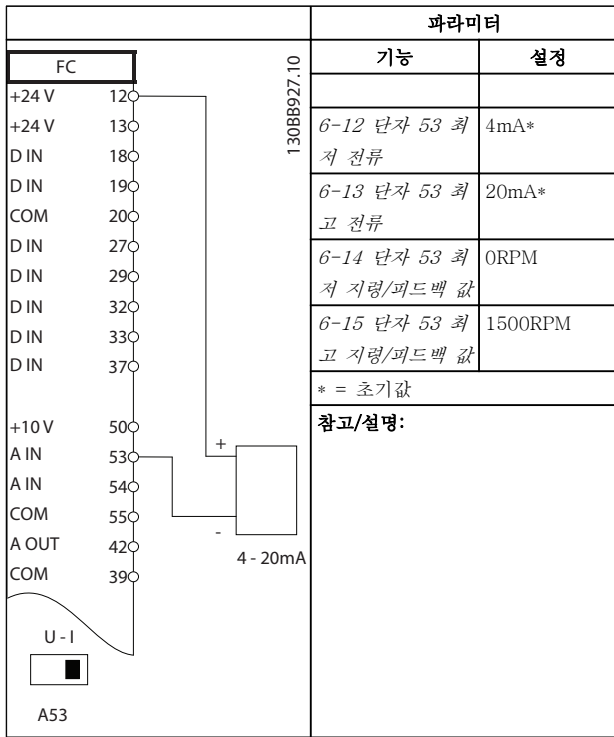 FC
+24 V 12
+24 V 13
D IN 18
D IN 19
COM 20
D IN 27
D IN 29
D IN 32
D IN 33
D IN 37
+10 V 50
A IN 53
A IN 54
COM 55
A OUT 42
COM 39
+
-
4 - 20mA
U - I
A53
130BB927.10
파라미터
기능 설정
6-12 단자 53 최 4mA*
저 전류
6-13 단자 53 최 20mA*
고 전류
6-14 단자 53 최 0RPM
저 지령/피드백 값
6-15 단자 53 최 1500RPM
고 지령/피드백 값
* = 초기값
참고/설명: